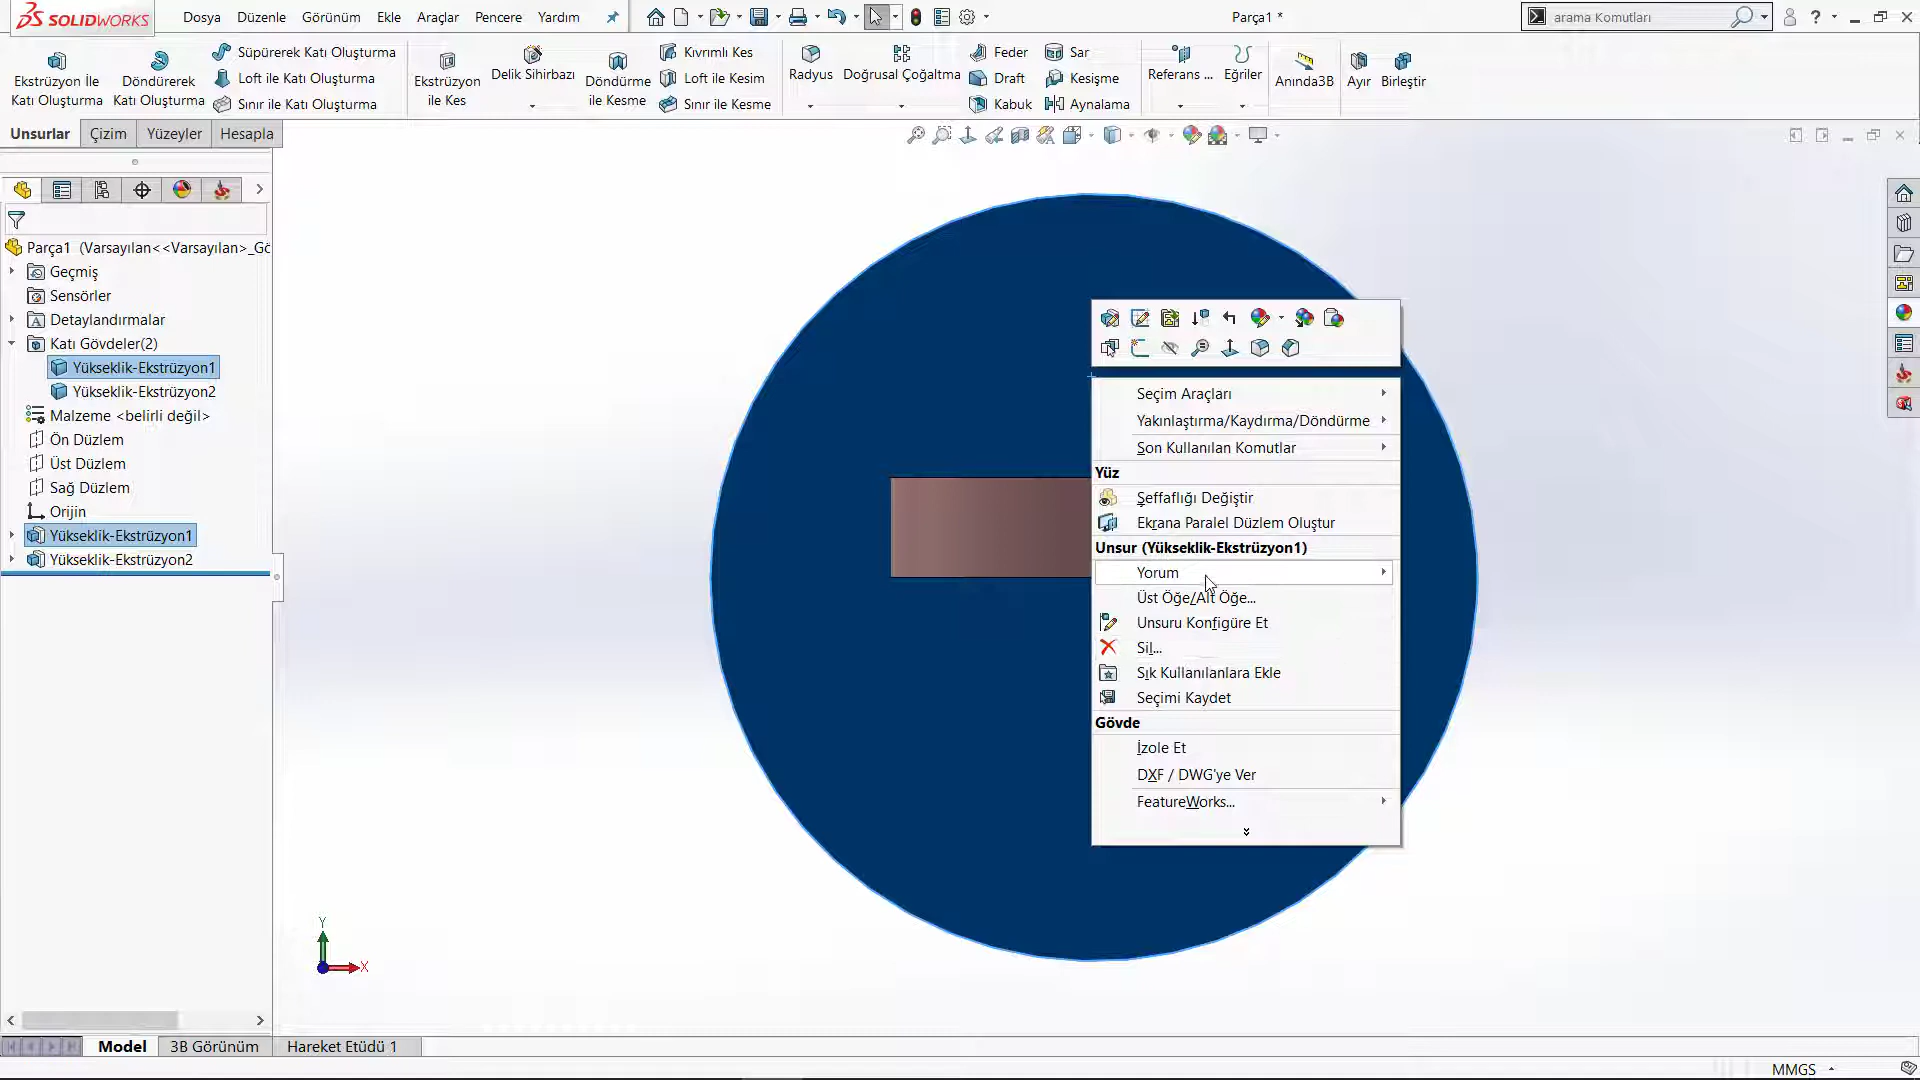 SOLIDWORKS
Dosya Düzenle Görünüm Ekle Araçlar Pencere Yardım
Parça1 *
arama Komutları
Ekstrüzyon İle
Katı Oluşturma
Döndürerek
Katı Oluşturma
Süpürerek Katı Oluşturma
Loft ile Katı Oluşturma
Sınır ile Katı Oluşturma
Ekstrüzyon
ile Kes
Delik Sihirbazı
Döndürme
ile Kesme
Kıvrımlı Kes
Loft ile Kesim
Sınır ile Kesme
Radyus
Doğrusal Çoğaltma
Feder
Draft
Kabuk
Sar
Kesişme
Aynalama
Referans ...
Eğriler
Anında3B
Ayır
Birleştir
Unsurlar Çizim Yüzeyler Hesapla
Parça1 (Varsayılan<<Varsayılan>_Gö
Geçmiş
Sensörler
Detaylandırmalar
Katı Gövdeler(2)
Yükseklik-Ekstrüzyon1
Yükseklik-Ekstrüzyon2
Malzeme <belirli değil>
Ön Düzlem
Üst Düzlem
Sağ Düzlem
Orijin
Yükseklik-Ekstrüzyon1
Yükseklik-Ekstrüzyon2
Seçim Araçları
Yakınlaştırma/Kaydırma/Döndürme
Son Kullanılan Komutlar
Yüz
Şeffaflığı Değiştir
Ekrana Paralel Düzlem Oluştur
Unsur (Yükseklik-Ekstrüzyon1)
Yorum
Üst Öğe/Alt Öğe...
Unsuru Konfigüre Et
Sil...
Sık Kullanılanlara Ekle
Seçimi Kaydet
Gövde
İzole Et
DXF / DWG'ye Ver
FeatureWorks...
Y
X
Model 3B Görünüm Hareket Etüdü 1
MMGS